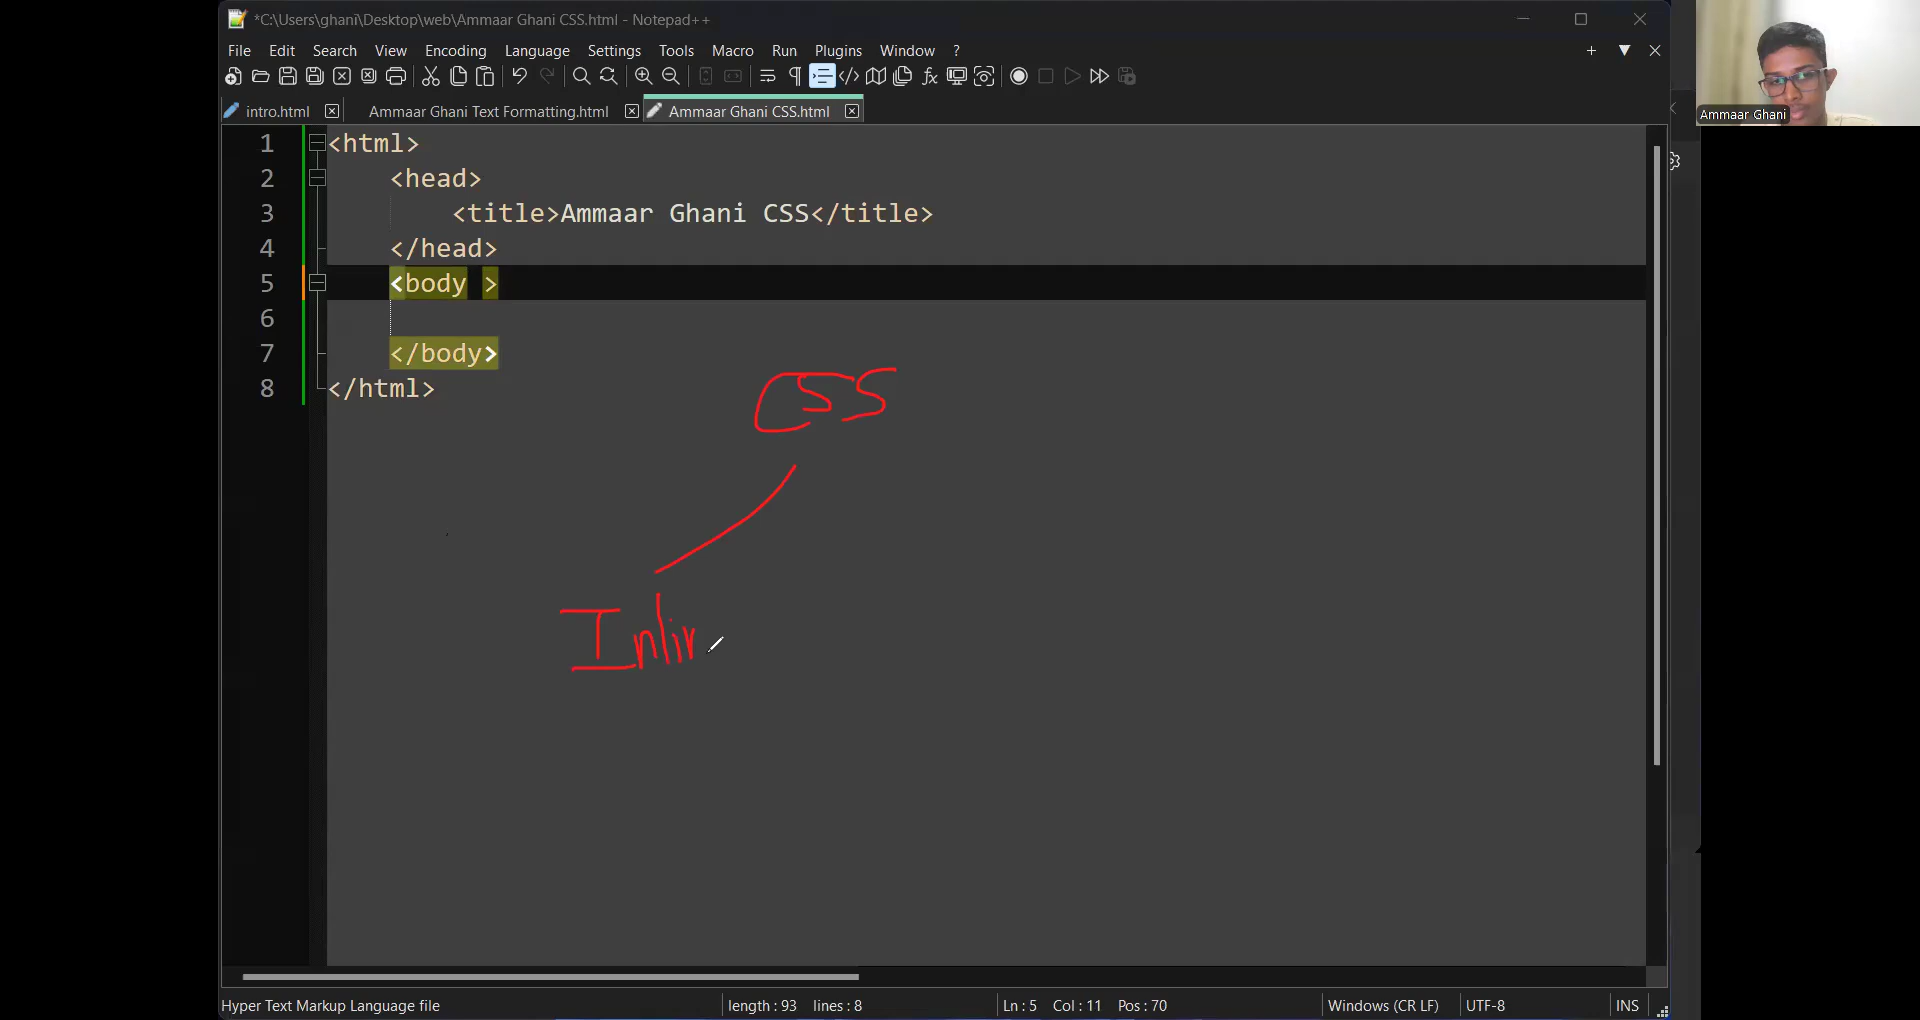 *C:\Users\ghani\Desktop\web\Ammaar Ghani CSS.html - Notepad++
File Edit Search View Encoding Language Settings Tools Macro Run Plugins Window ?
intro.html Ammaar Ghani Text Formatting.html Ammaar Ghani CSS.html
Ammaar Ghani
1 <html>
2 <head>
3 <title>Ammaar Ghani CSS</title>
4 </head>
5 <body >
6
7 </body>
8 </html>
CSS
Inlin
Hyper Text Markup Language file length : 93 lines : 8 Ln : 5 Col : 11 Pos : 70 Windows (CR LF) UTF-8 INS